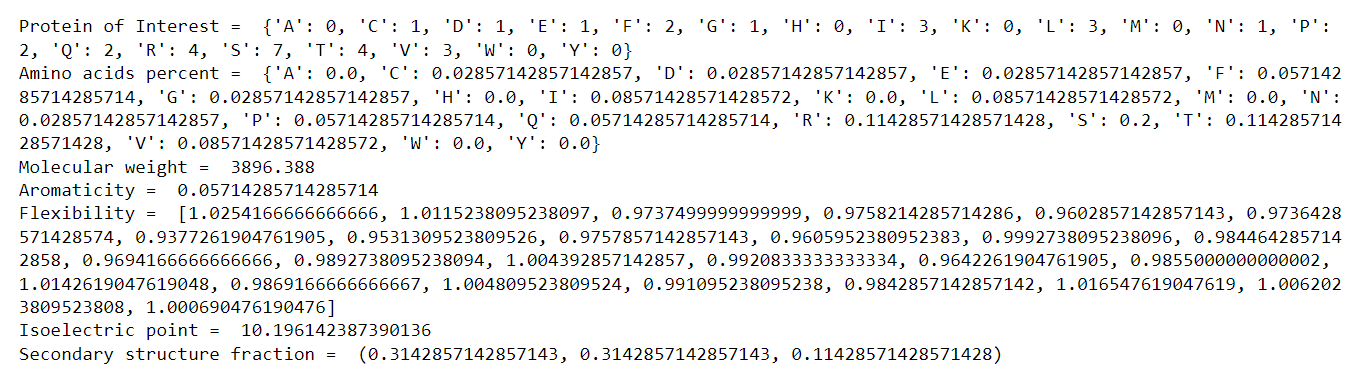 Protein of Interest =  {'A': 0, 'C': 1, 'D': 1, 'E': 1, 'F': 2, 'G': 1, 'H': 0, 'I': 3, 'K': 0, 'L': 3, 'M': 0, 'N': 1, 'P':
2, 'Q': 2, 'R': 4, 'S': 7, 'T': 4, 'V': 3, 'W': 0, 'Y': 0}
Amino acids percent =  {'A': 0.0, 'C': 0.02857142857142857, 'D': 0.02857142857142857, 'E': 0.02857142857142857, 'F': 0.057142
85714285714, 'G': 0.02857142857142857, 'H': 0.0, 'I': 0.08571428571428572, 'K': 0.0, 'L': 0.08571428571428572, 'M': 0.0, 'N':
0.02857142857142857, 'P': 0.05714285714285714, 'Q': 0.05714285714285714, 'R': 0.11428571428571428, 'S': 0.2, 'T': 0.114285714
28571428, 'V': 0.08571428571428572, 'W': 0.0, 'Y': 0.0}
Molecular weight =  3896.388
Aromaticity =  0.05714285714285714
Flexibility =  [1.0254166666666666, 1.0115238095238097, 0.9737499999999999, 0.9758214285714286, 0.9602857142857143, 0.9736428
571428574, 0.9377261904761905, 0.9531309523809526, 0.9757857142857143, 0.9605952380952383, 0.9992738095238096, 0.984464285714
2858, 0.9694166666666666, 0.9892738095238094, 1.004392857142857, 0.9920833333333334, 0.9642261904761905, 0.9855000000000002,
1.0142619047619048, 0.9869166666666667, 1.004809523809524, 0.991095238095238, 0.9842857142857142, 1.016547619047619, 1.006202
3809523808, 1.000690476190476]
Isoelectric point =  10.196142387390136
Secondary structure fraction =  (0.3142857142857143, 0.3142857142857143, 0.11428571428571428)